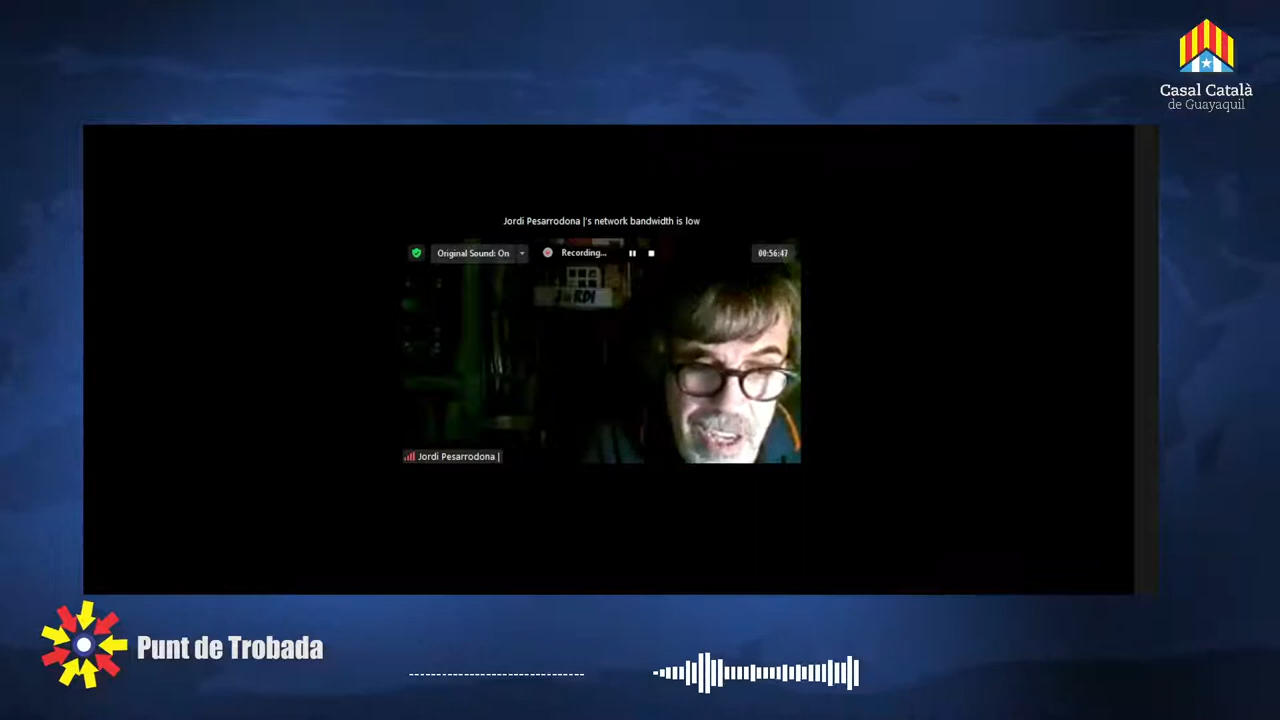 Casal Català
de Guayaquil
Jordi Pesarrodona |'s network bandwidth is low
Original Sound: On
Recording...
00:56:47
JORDI
Jordi Pesarrodona |
Punt de Trobada